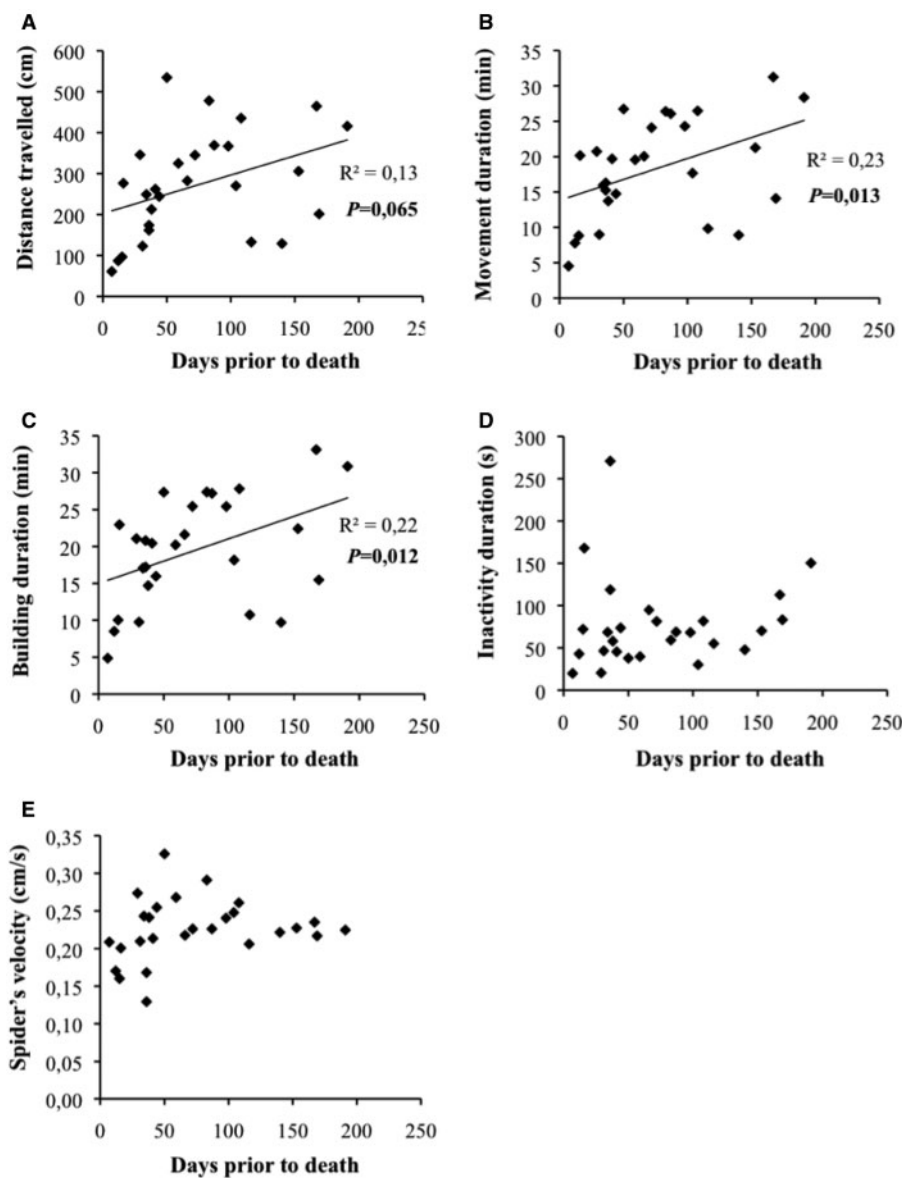 A
Distance travelled (cm)
600
500
400
300
200
100
0
0 50 100 150 200 250
Days prior to death
R² = 0,13
P=0,065
B
Movement duration (min)
35
30
25
20
15
10
5
0
0 50 100 150 200 250
Days prior to death
R² = 0,23
P=0,013
C
Building duration (min)
35
30
25
20
15
10
5
0
0 50 100 150 200 250
Days prior to death
R² = 0,22
P=0,012
D
Inactivity duration (s)
300
250
200
150
100
50
0
0 50 100 150 200 250
Days prior to death
E
Spider's velocity (cm/s)
0,35
0,30
0,25
0,20
0,15
0,10
0,05
0,00
0 50 100 150 200 250
Days prior to death